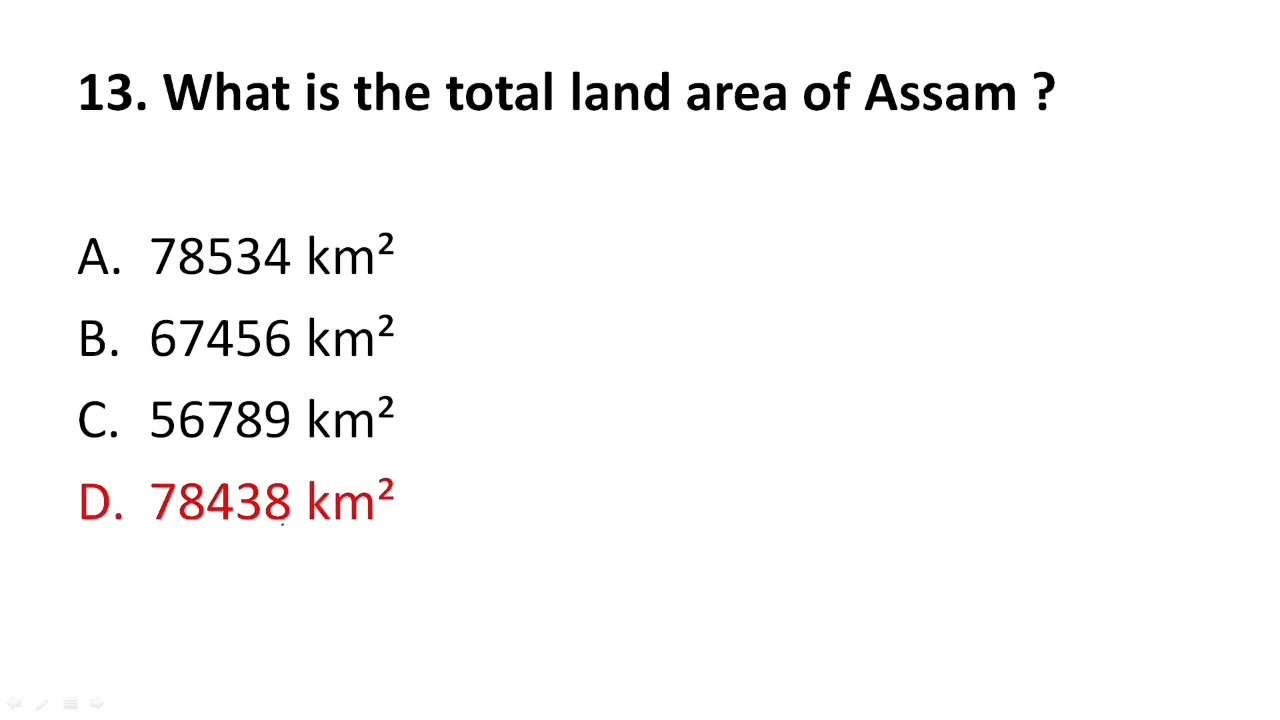 13. What is the total land area of Assam ?
A. 78534 km²
B. 67456 km²
C. 56789 km²
D. 78438 km²